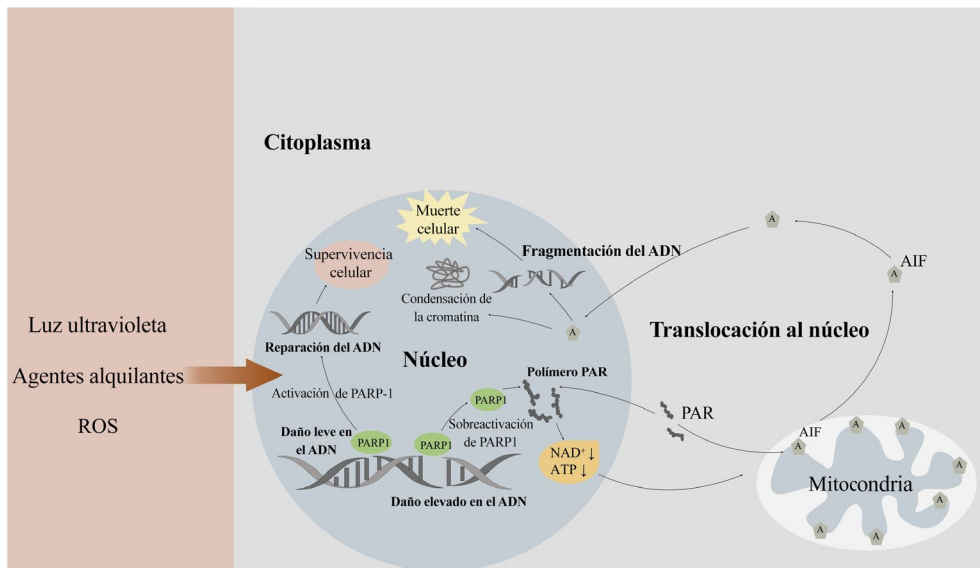 Citoplasma
Muerte
celular
Fragmentación del ADN
Supervivencia
celular
Condensación de
la cromatina
A
Reparación del ADN
Núcleo
A
AIF
A
Translocación al núcleo
Luz ultravioleta
Agentes alquilantes
ROS
Activación de PARP-1
Polímero PAR
PARP1
Sobreactivación
de PARP1
Daño leve en
el ADN
PARP1
PARP1
Daño elevado en el ADN
NAD⁺ ↓
ATP ↓
PAR
AIF
A
A
A
A
A
A
A
A
A
Mitocondria